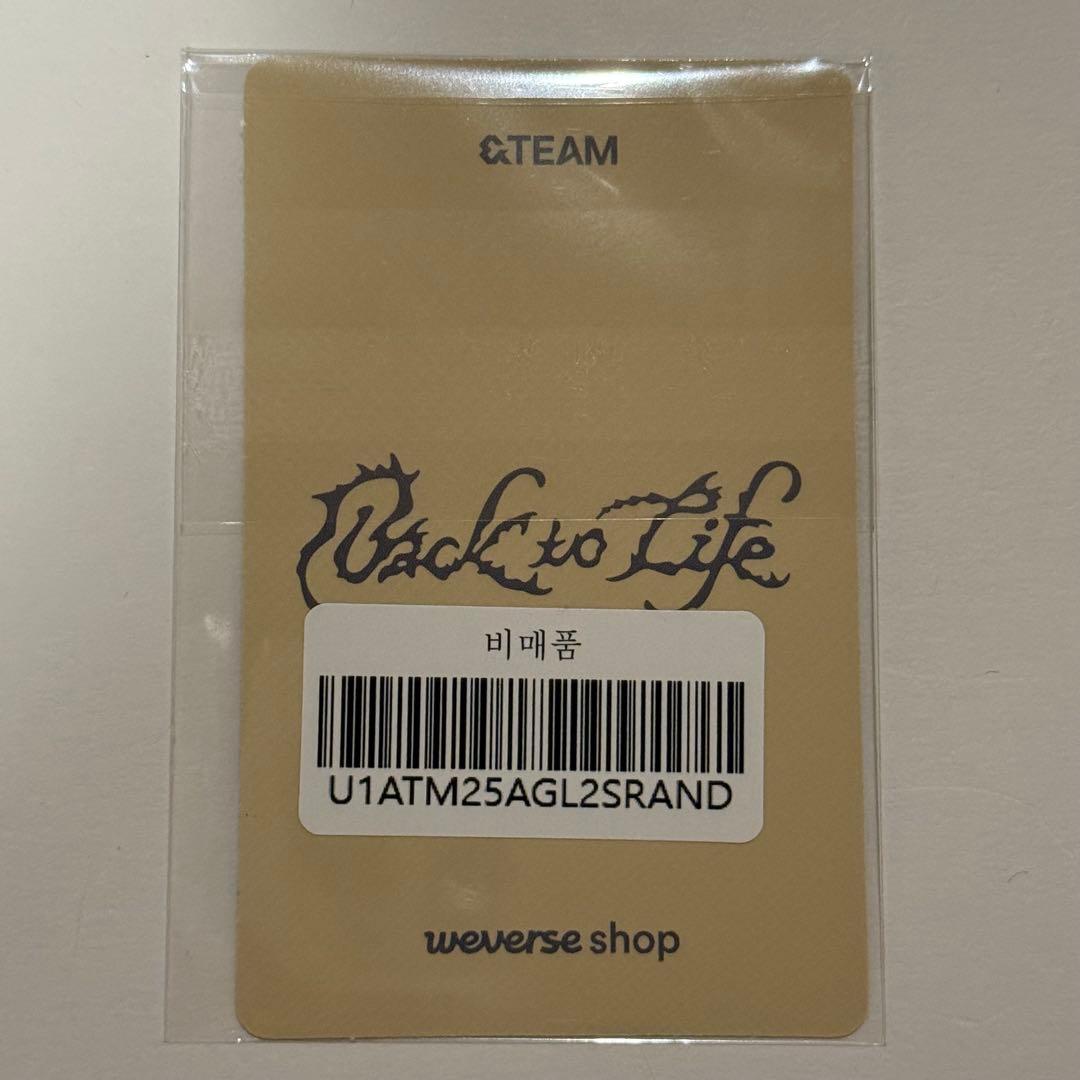 &TEAM
Back to Life
비매품
U1ATM25AGL2SRAND
weverse shop